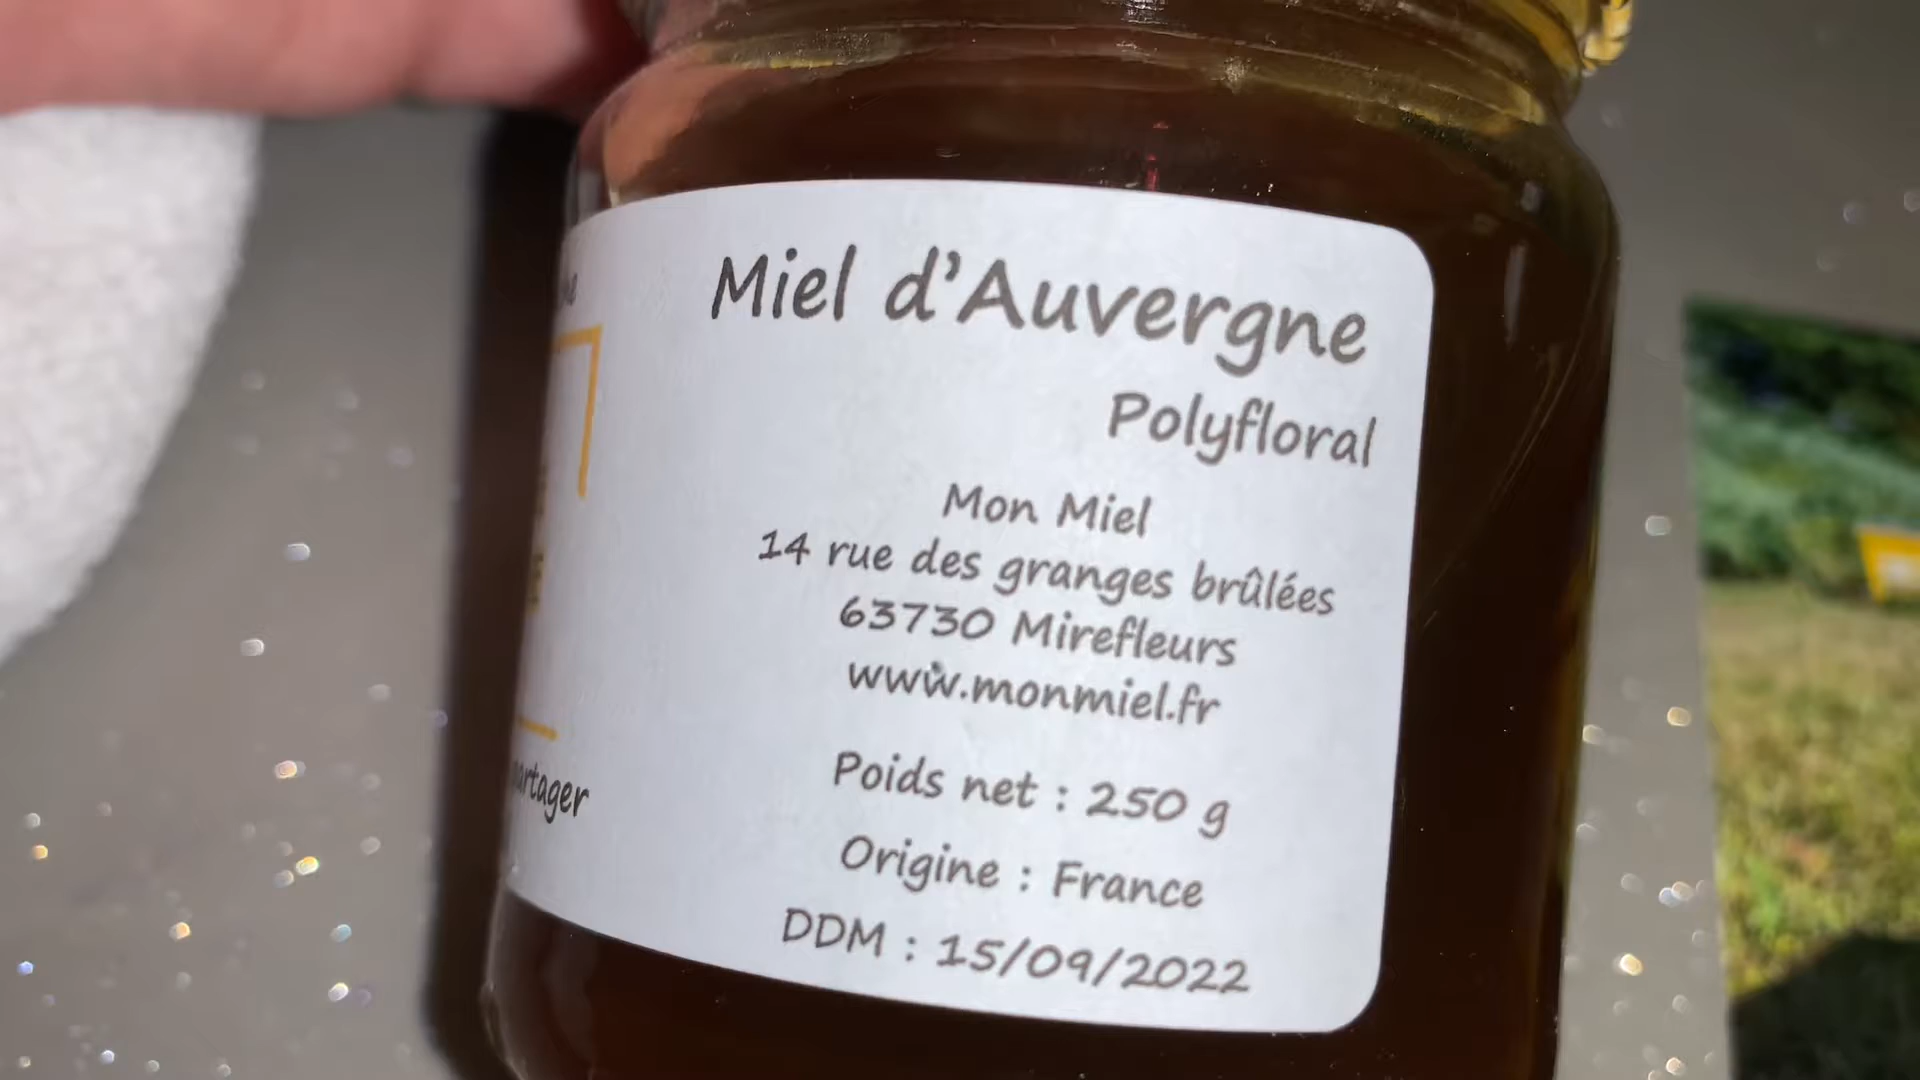 Miel d'Auvergne
Polyfloral
Mon Miel
14 rue des granges brûlées
63730 Mirefleurs
www.monmiel.fr
Poids net : 250 g
Origine : France
DDM : 15/09/2022
partager